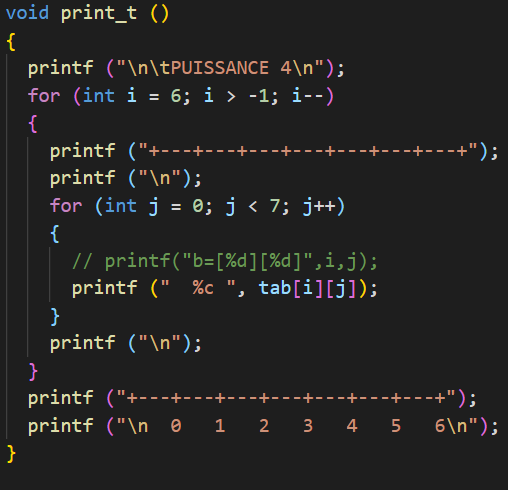 void print_t ()
{
  printf ("\n\tPUISSANCE 4\n");
  for (int i = 6; i > -1; i--)
  {
    printf ("+---+---+---+---+---+---+---+");
    printf ("\n");
    for (int j = 0; j < 7; j++)
    {
      // printf("b=[%d][%d]",i,j);
      printf ("  %c ", tab[i][j]);
    }
    printf ("\n");
  }
  printf ("+---+---+---+---+---+---+---+");
  printf ("\n  0   1   2   3   4   5   6\n");
}